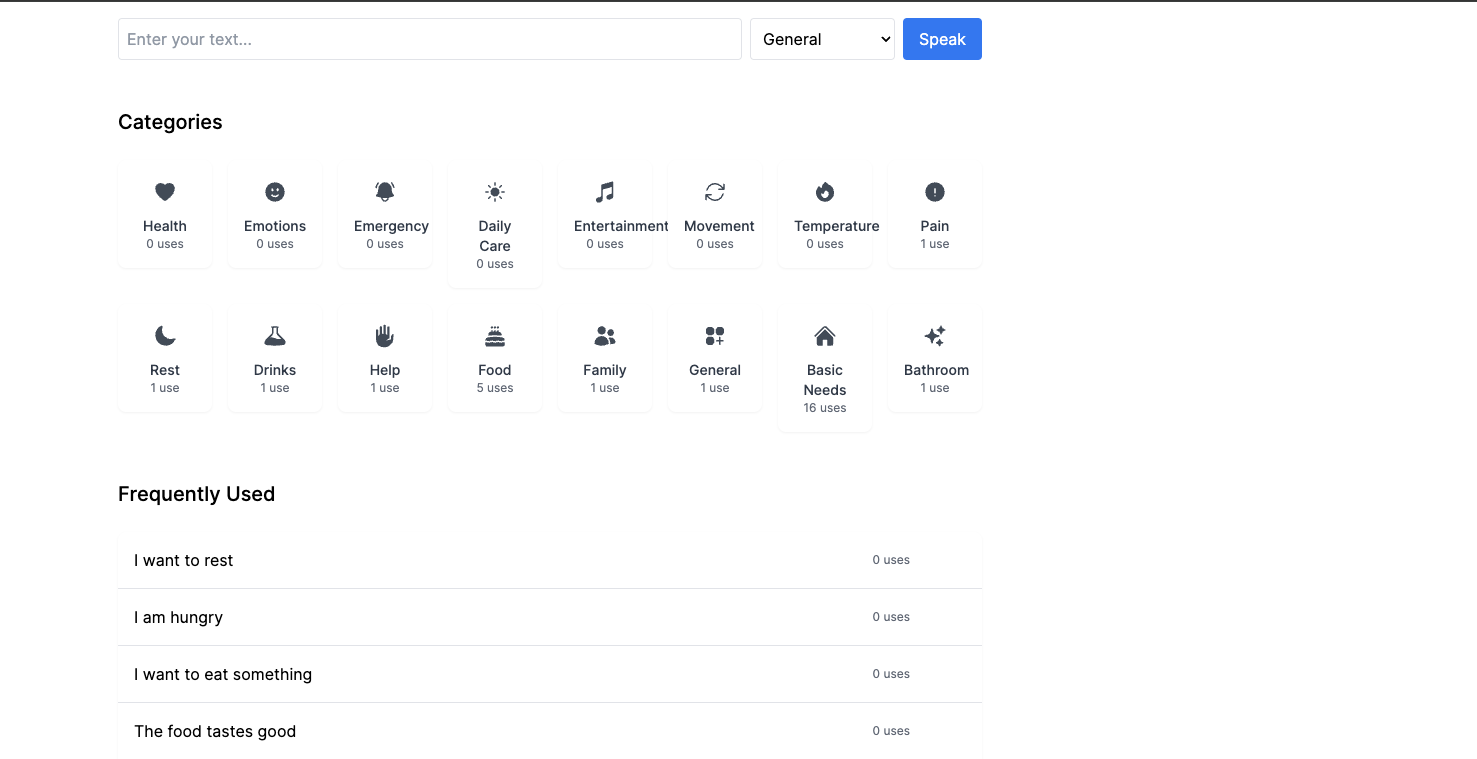 Enter your text...
General
Speak
Categories
Health
0 uses
Emotions
0 uses
Emergency
0 uses
Daily
Care
0 uses
Entertainment
0 uses
Movement
0 uses
Temperature
0 uses
Pain
1 use
Rest
1 use
Drinks
1 use
Help
1 use
Food
5 uses
Family
1 use
General
1 use
Basic
Needs
16 uses
Bathroom
1 use
Frequently Used
I want to rest 0 uses
I am hungry 0 uses
I want to eat something 0 uses
The food tastes good 0 uses